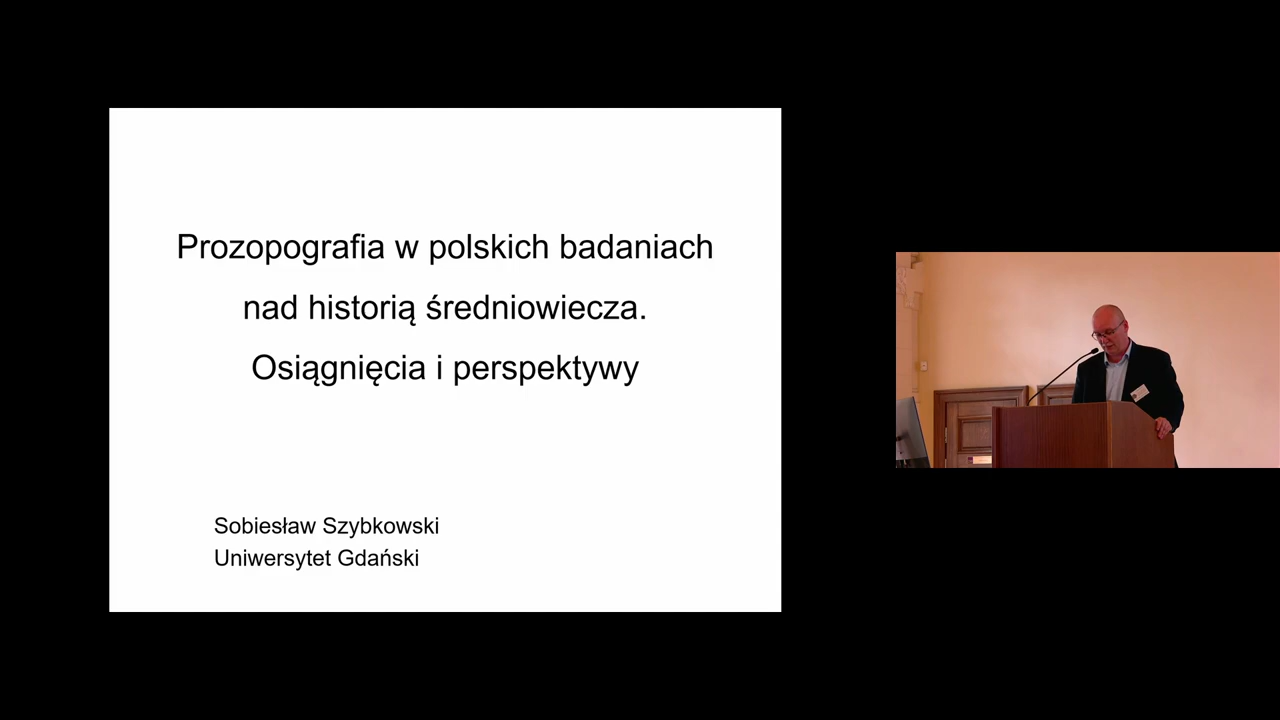 Prozopografia w polskich badaniach
nad historią średniowiecza.
Osiągnięcia i perspektywy
Sobiesław Szybkowski
Uniwersytet Gdański